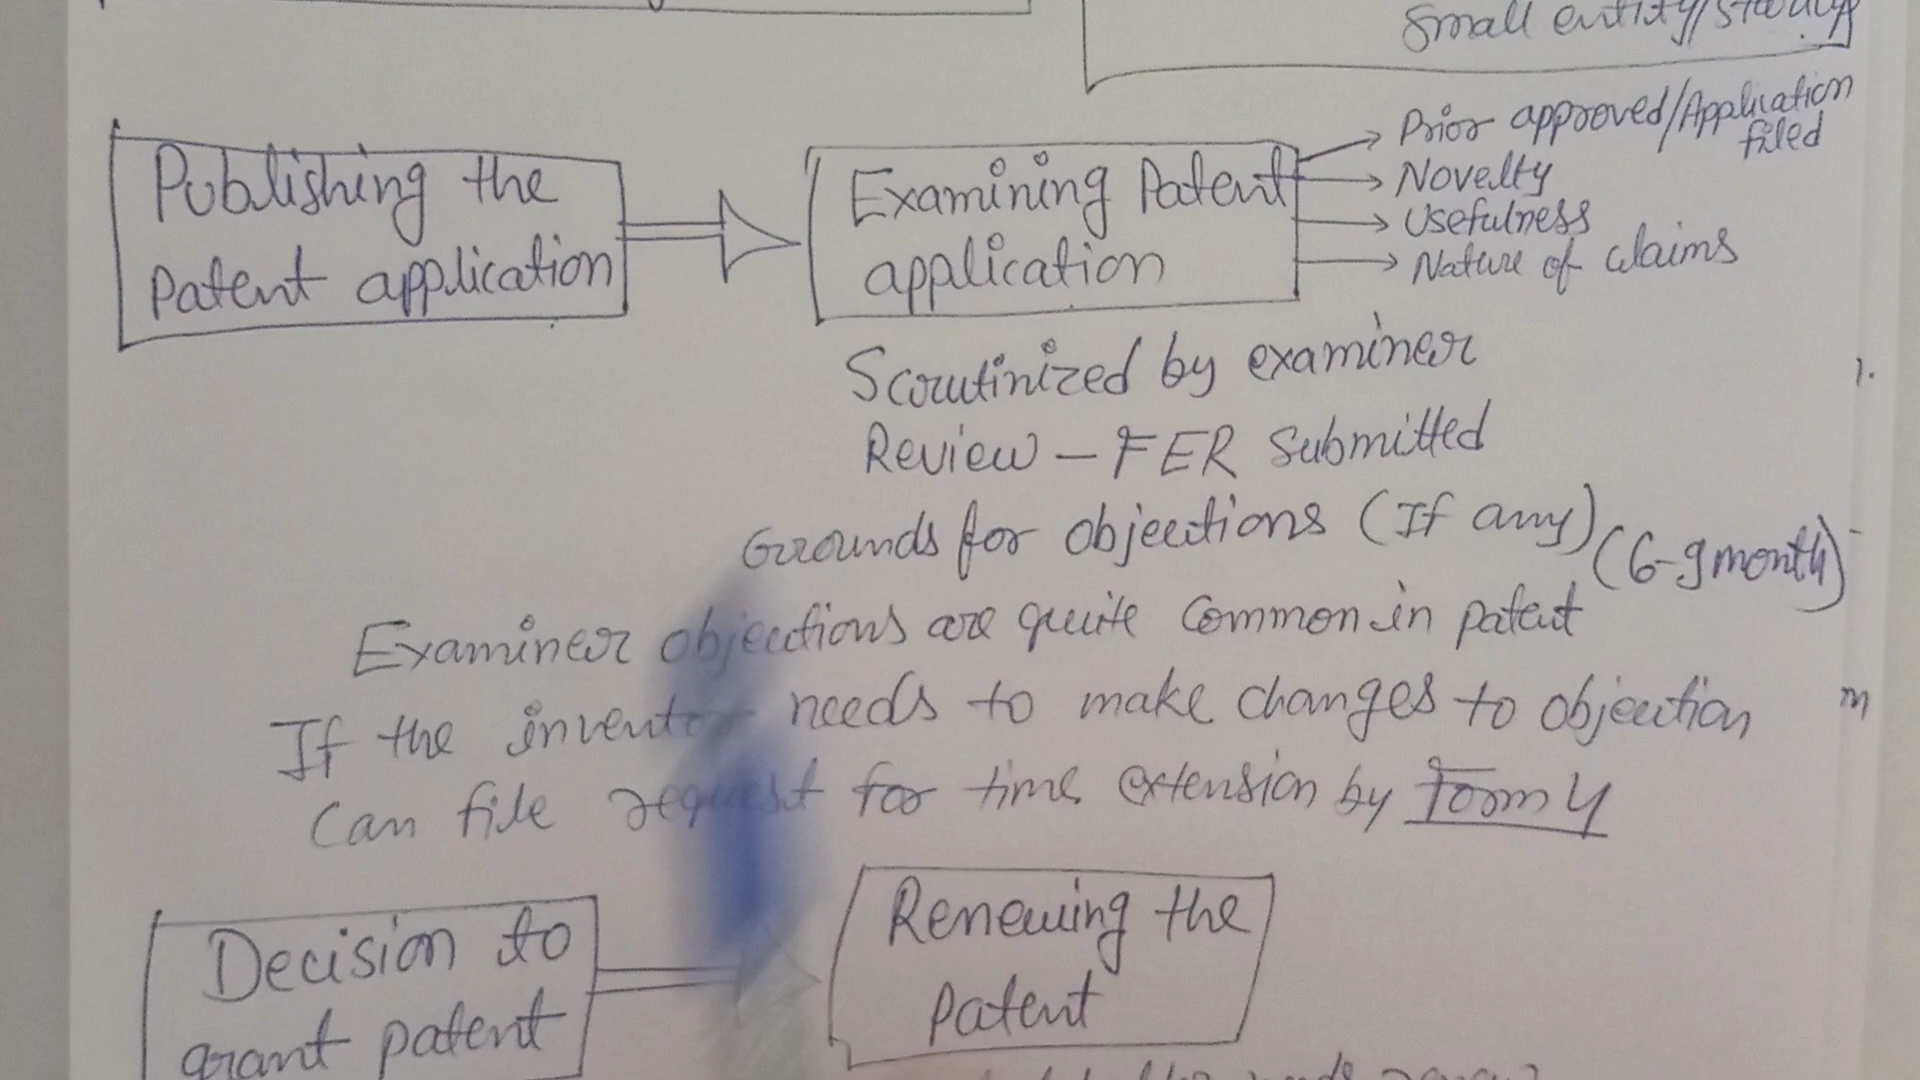 Small entity/
Publishing the
Patent application
Examining Patent
application
Prior approved/Application
filed
Novelty
Usefulness
Nature of claims
Scrutinized by examiner
1.
Review - FER Submitted
Grounds for objections (If any) (6-9 month)
Examiner objections are quite common in patent
If the inventor needs to make changes to objection
m
Can file request for time extension by Form 4
Decision to
grant patent
Renewing the
Patent